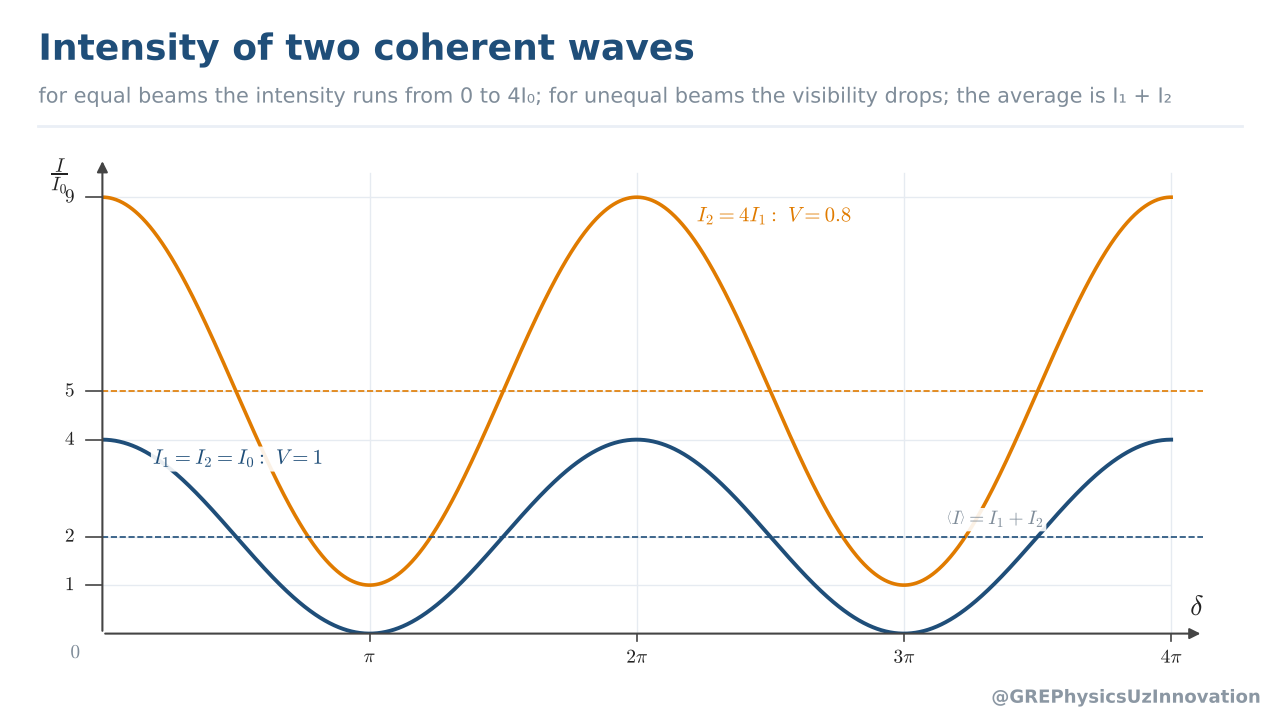 Intensity of two coherent waves
for equal beams the intensity runs from 0 to 4I₀; for unequal beams the visibility drops; the average is I₁ + I₂
I/I₀
9
I₂ = 4I₁ : V = 0.8
5
4
I₁ = I₂ = I₀ : V = 1
⟨I⟩ = I₁ + I₂
2
1
δ
0
π
2π
3π
4π
@GREPhysicsUzInnovation